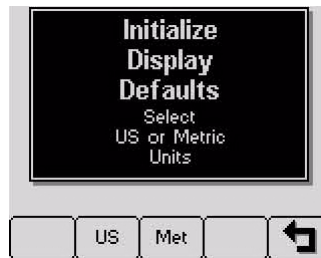 Initialize
Display
Defaults
Select
US or Metric
Units
US Met